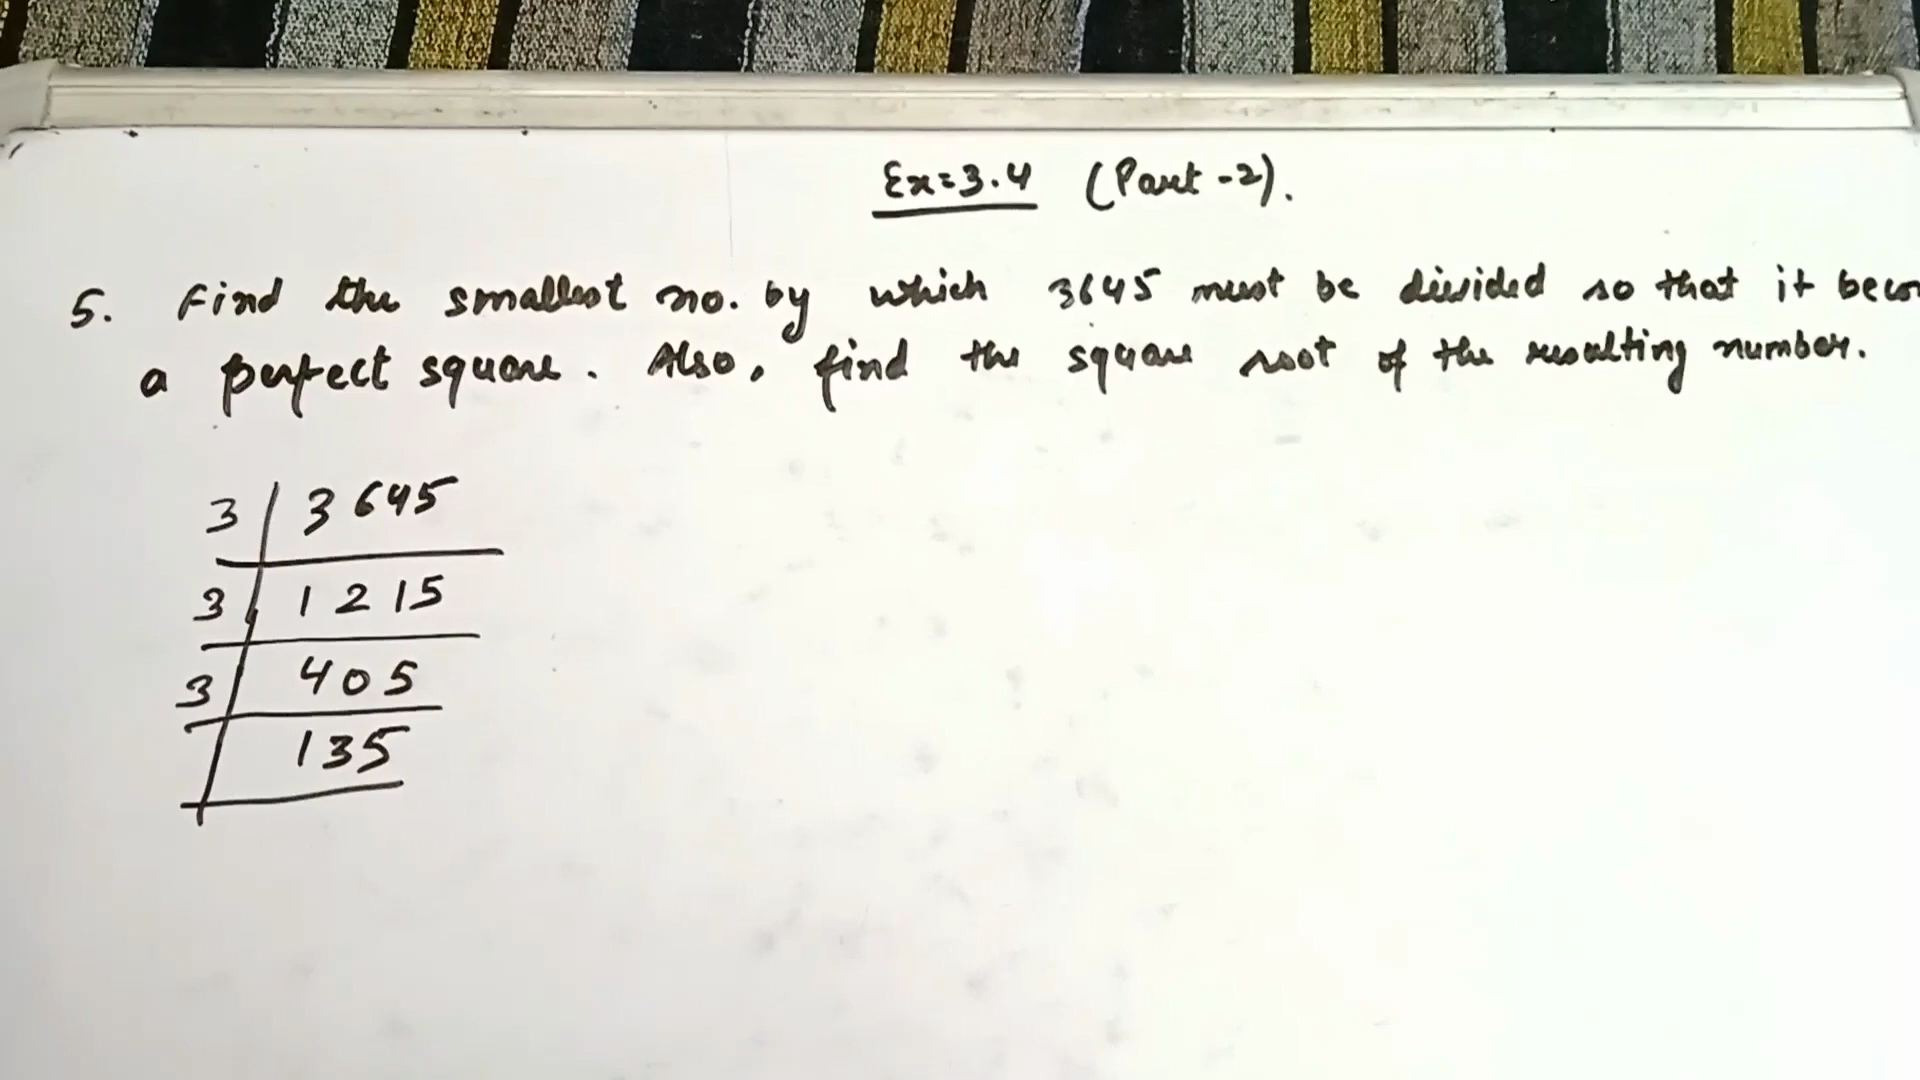 Ex=3.4 (Part-2).
5. Find the smallest no. by which 3645 must be divided so that it becom
a perfect square. Also, find the square root of the resulting number.
3 3645
3 1215
3 405
135